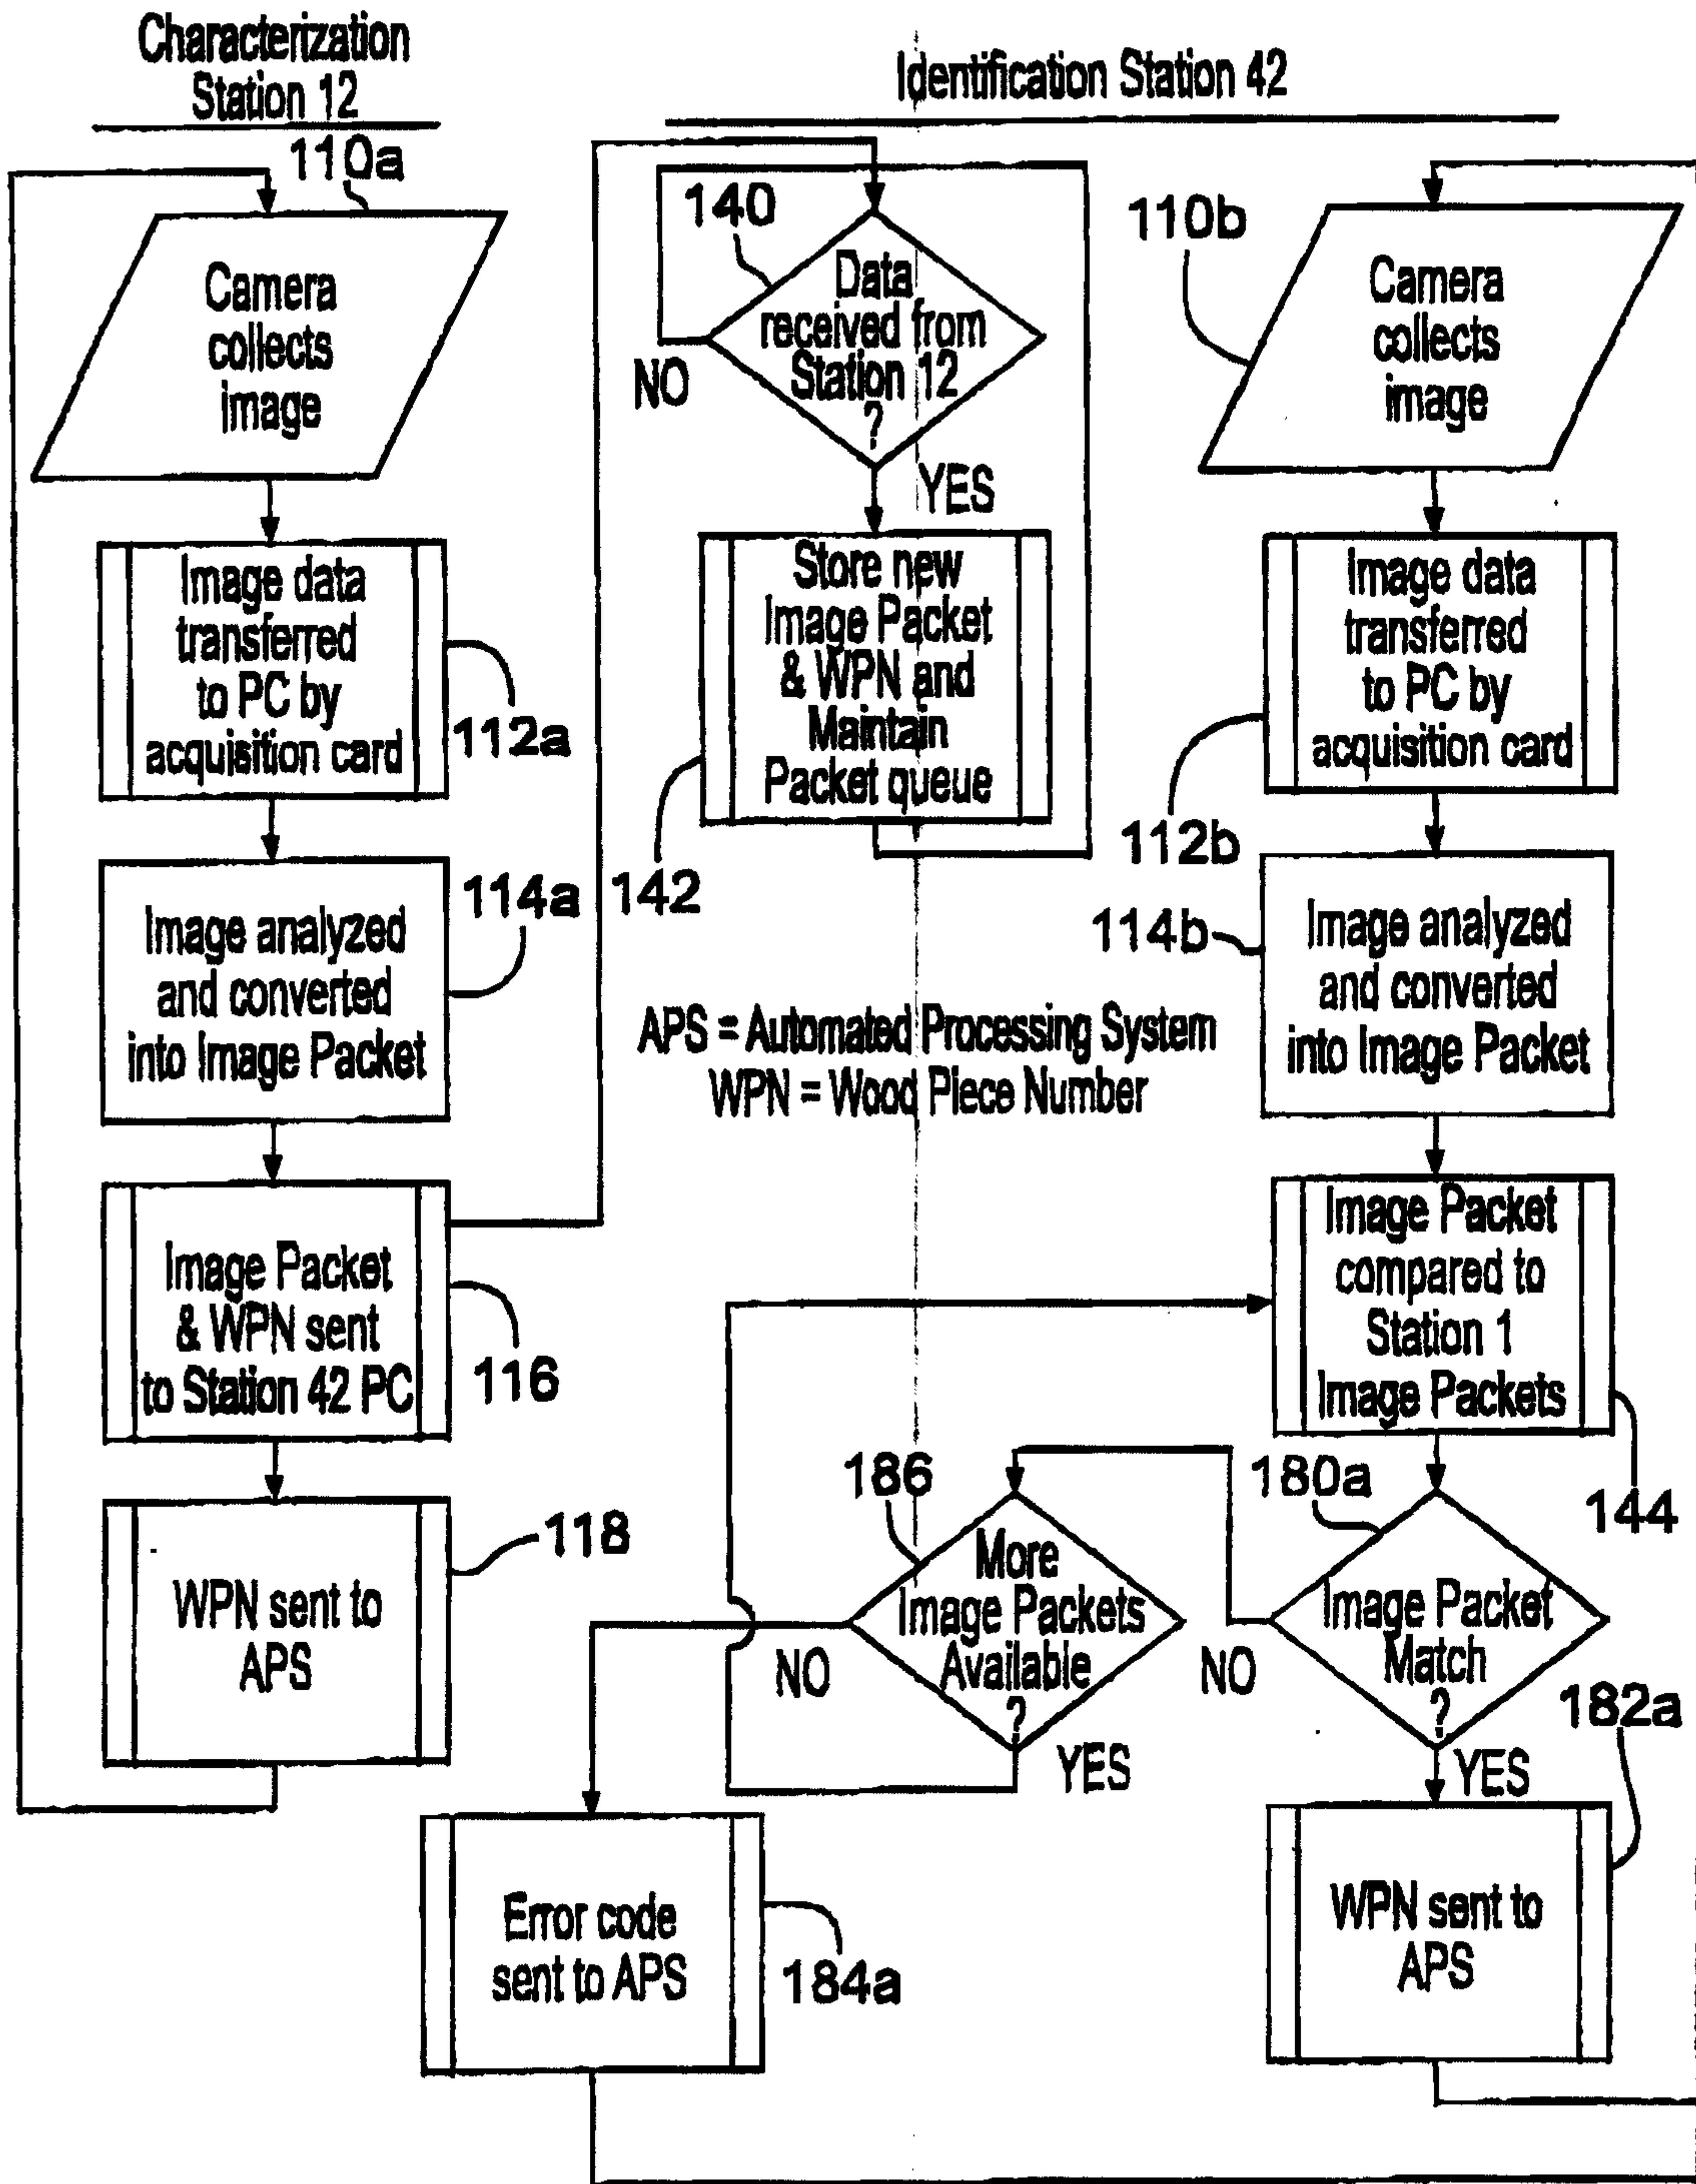 Characterization
Station 12
110a
Camera
collects
image
Image data
transferred
to PC by
acquisition card
112a
Image analyzed
and converted
into Image Packet
114a
Image Packet
& WPN sent
to Station 42 PC
116
WPN sent to
APS
118
Identification Station 42
140
Data
received from
Station 12
?
NO
YES
Store new
Image Packet
& WPN and
Maintain
Packet queue
142
APS = Automated Processing System
WPN = Wood Piece Number
110b
Camera
collects
image
Image data
transferred
to PC by
acquisition card
112b
114b
Image analyzed
and converted
into Image Packet
Image Packet
compared to
Station 1
Image Packets
144
180a
Image Packet
Match
?
NO
YES
186
More
Image Packets
Available
?
NO
YES
182a
WPN sent to
APS
Error code
sent to APS
184a